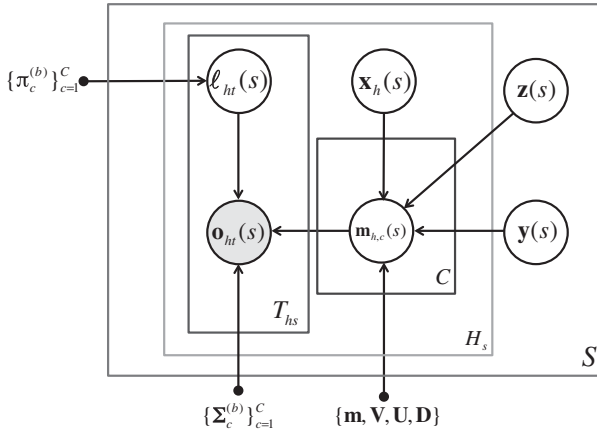 {π_c^{(b)}}_{c=1}^C
ℓ_{ht}(s)
x_h(s)
z(s)
o_{ht}(s)
m_{h,c}(s)
y(s)
C
T_{hs}
H_s
S
{Σ_c^{(b)}}_{c=1}^C
{m, V, U, D}